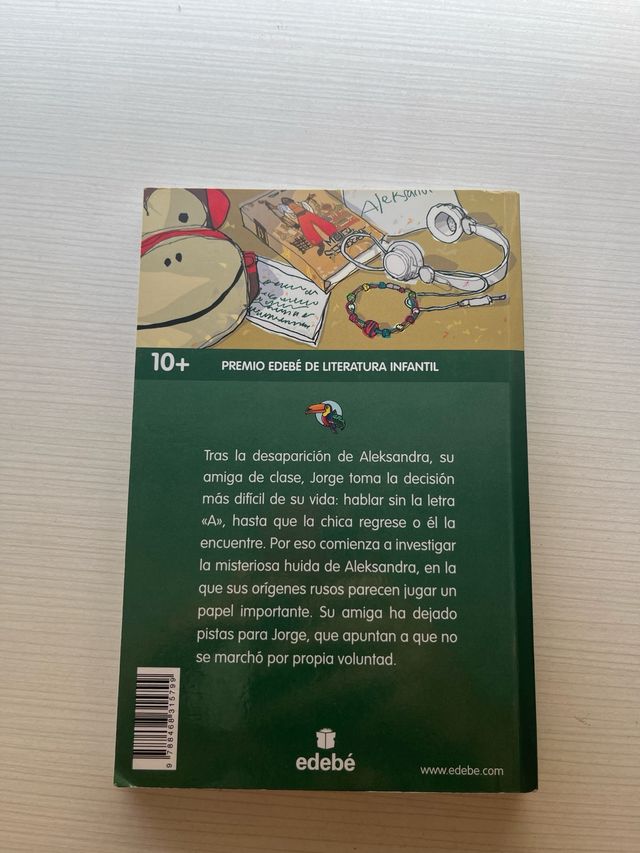 Aleksandr
10+
PREMIO EDEBÉ DE LITERATURA INFANTIL
Tras la desaparición de Aleksandra, su
amiga de clase, Jorge toma la decisión
más difícil de su vida: hablar sin la letra
«A», hasta que la chica regrese o él la
encuentre. Por eso comienza a investigar
la misteriosa huida de Aleksandra, en la
que sus orígenes rusos parecen jugar un
papel importante. Su amiga ha dejado
pistas para Jorge, que apuntan a que no
se marchó por propia voluntad.
9 788468 315799
edebé
www.edebe.com